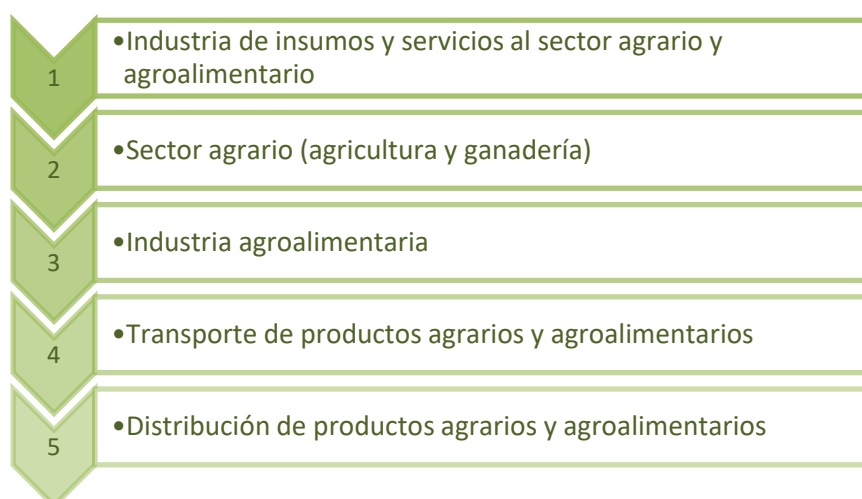 1
•Industria de insumos y servicios al sector agrario y
agroalimentario
2
•Sector agrario (agricultura y ganadería)
3
•Industria agroalimentaria
4
•Transporte de productos agrarios y agroalimentarios
5
•Distribución de productos agrarios y agroalimentarios